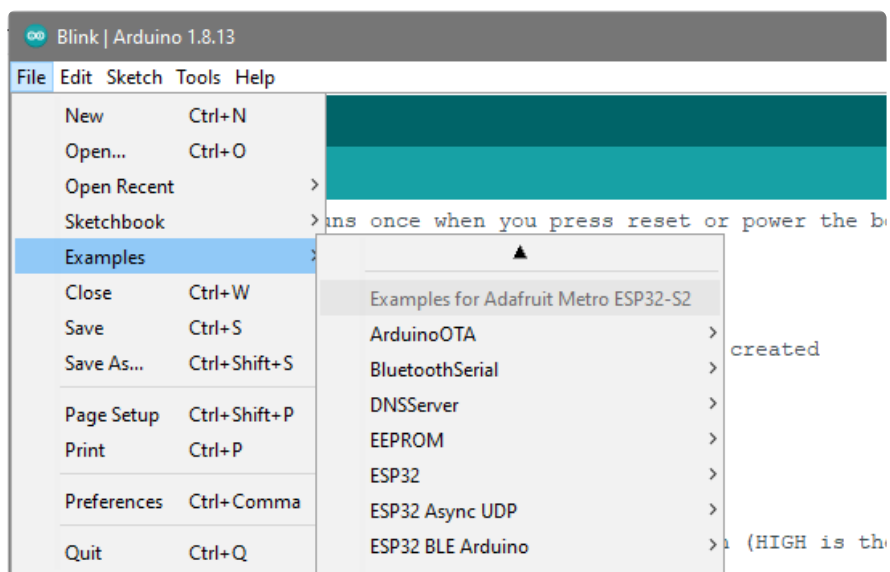 Blink | Arduino 1.8.13
File Edit Sketch Tools Help
New Ctrl+N
Open... Ctrl+O
Open Recent
Sketchbook
Examples
Close Ctrl+W
Save Ctrl+S
Save As... Ctrl+Shift+S
Page Setup Ctrl+Shift+P
Print Ctrl+P
Preferences Ctrl+Comma
Quit Ctrl+Q
once when you press reset or power the
Examples for Adafruit Metro ESP32-S2
ArduinoOTA
BluetoothSerial
DNSServer
EEPROM
ESP32
ESP32 Async UDP
ESP32 BLE Arduino
created
(HIGH is